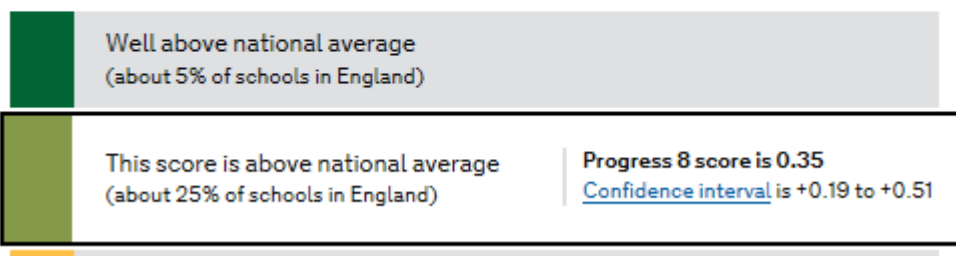 Well above national average
(about 5% of schools in England)
This score is above national average
(about 25% of schools in England)
Progress 8 score is 0.35
Confidence interval is +0.19 to +0.51